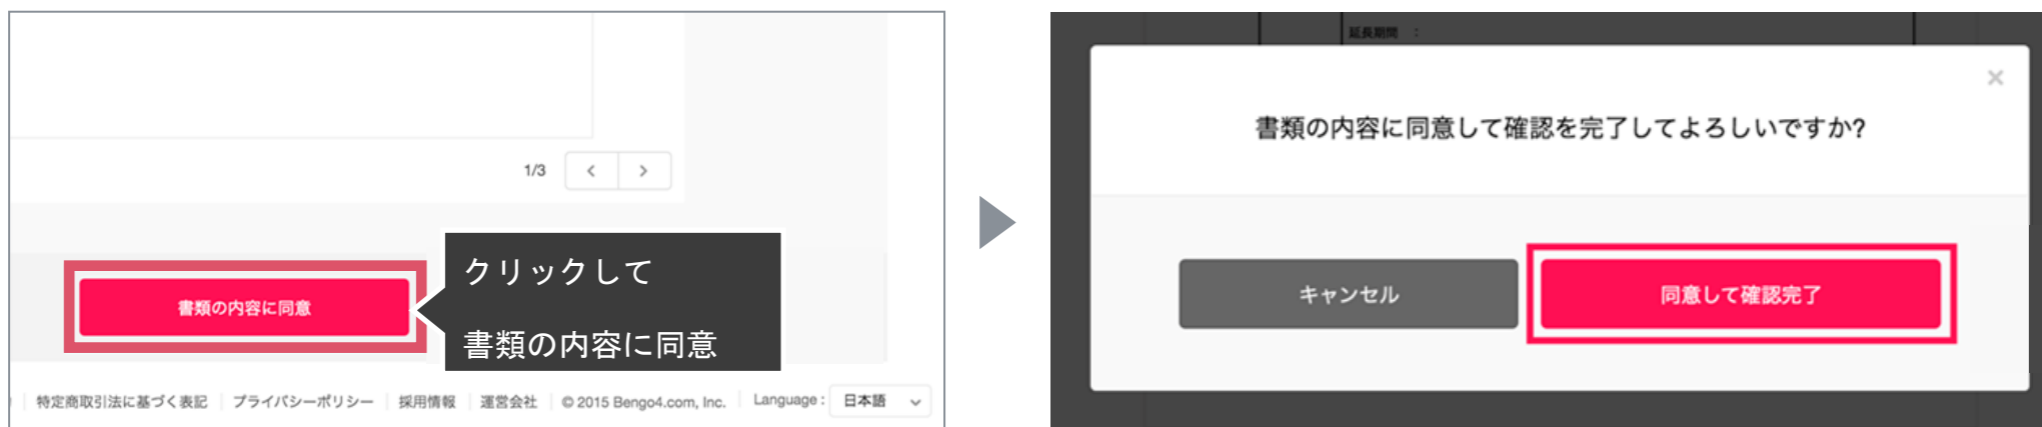 1/3
書類の内容に同意
クリックして
書類の内容に同意
特定商取引法に基づく表記 プライバシーポリシー 採用情報 運営会社 © 2015 Bengo4.com, Inc. Language : 日本語
延長期間 :
書類の内容に同意して確認を完了してよろしいですか?
キャンセル
同意して確認完了